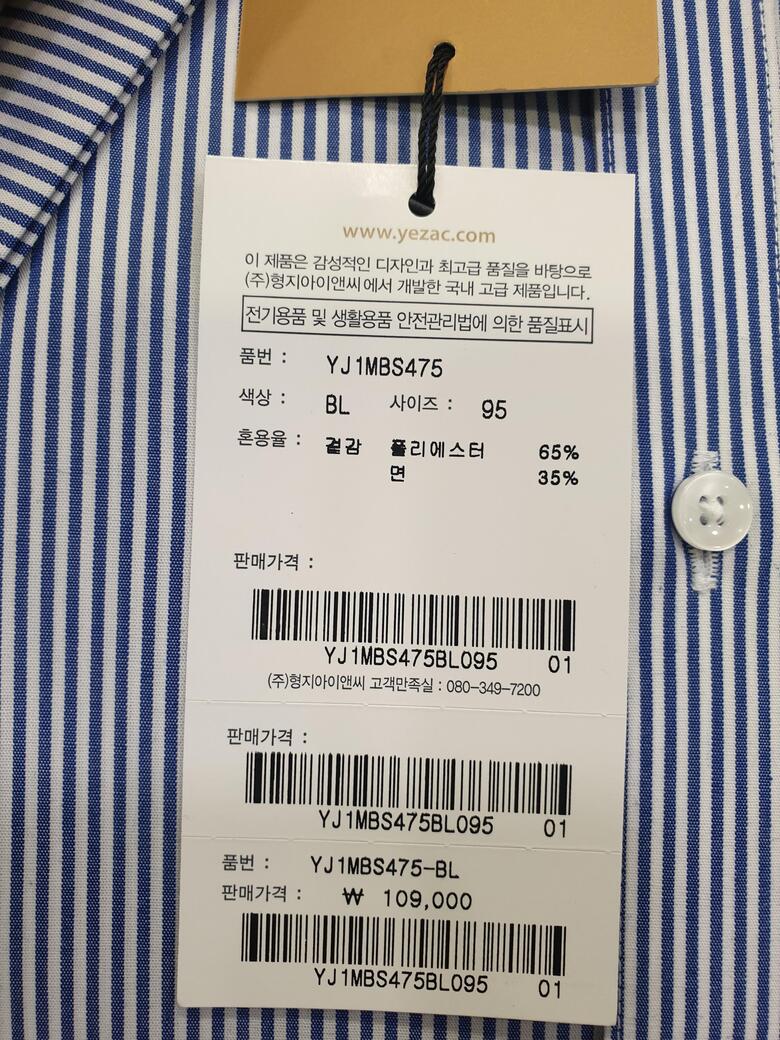 www.yezac.com
이 제품은 감성적인 디자인과 최고급 품질을 바탕으로
(주)형지아이앤씨에서 개발한 국내 고급 제품입니다.
전기용품 및 생활용품 안전관리법에 의한 품질표시
품번 : YJ1MBS475
색상 : BL 사이즈 : 95
혼용율 : 겉감 폴리에스터 65%
면 35%
판매가격 :
YJ1MBS475BL095 01
(주)형지아이앤씨 고객만족실 : 080-349-7200
판매가격 :
YJ1MBS475BL095 01
품번 : YJ1MBS475-BL
판매가격 : ₩ 109,000
YJ1MBS475BL095 01